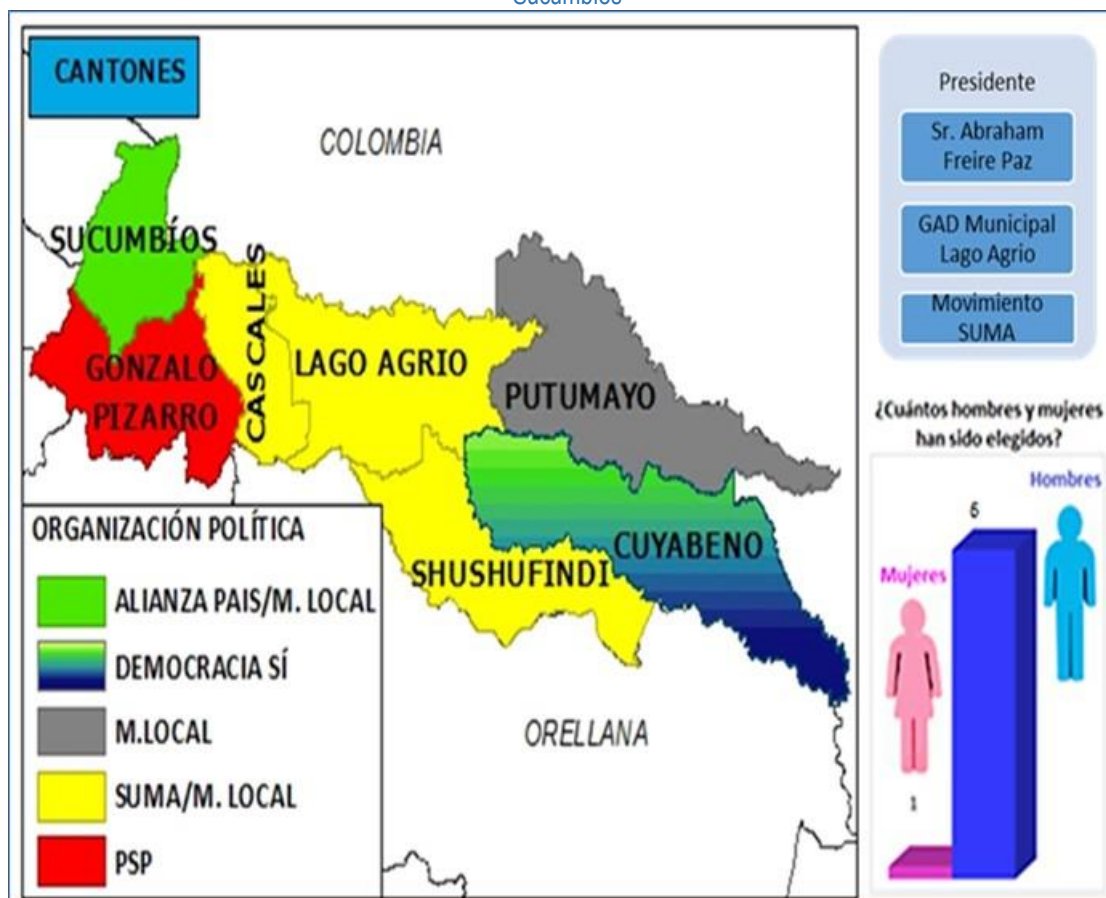 Sucumbíos
CANTONES
COLOMBIA
SUCUMBÍOS
CASCALES
LAGO AGRIO
GONZALO
PIZARRO
PUTUMAYO
CUYABENO
SHUSHUFINDI
ORELLANA
ORGANIZACIÓN POLÍTICA
ALIANZA PAIS/M. LOCAL
DEMOCRACIA SÍ
M.LOCAL
SUMA/M. LOCAL
PSP
Presidente
Sr. Abraham
Freire Paz
GAD Municipal
Lago Agrio
Movimiento
SUMA
¿Cuántos hombres y mujeres
han sido elegidos?
Hombres
6
Mujeres
1